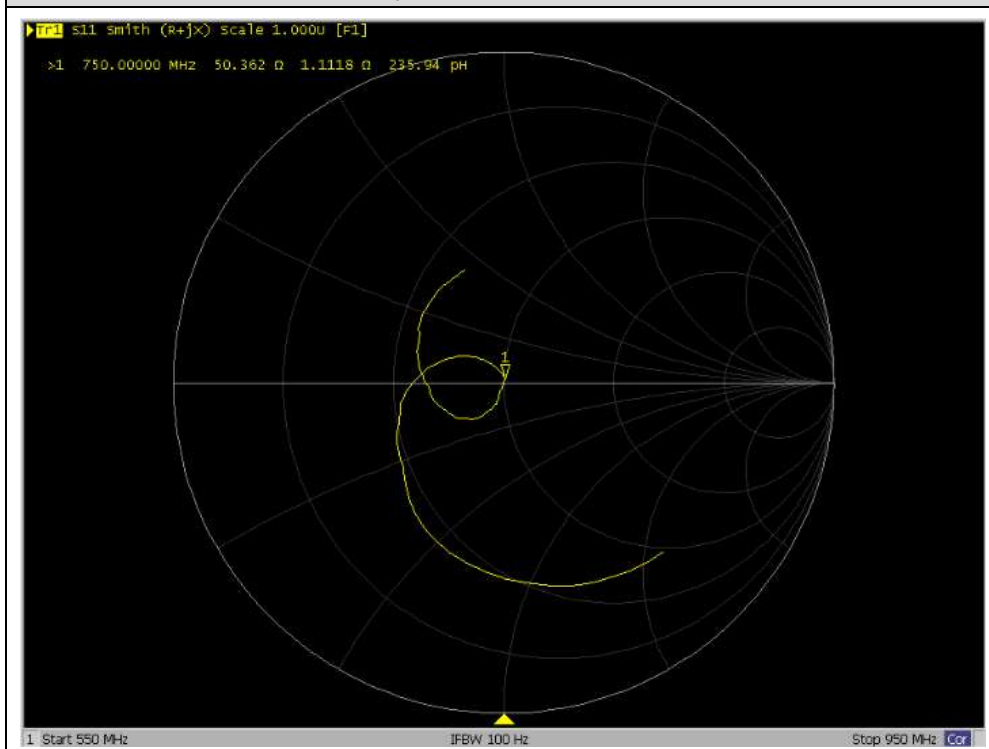 Tr1 S11 Smith (R+jX) Scale 1.000U [F1]
>1 750.00000 MHz 50.362 Ω 1.1118 Ω 235.94 pH
1
1 Start 550 MHz IFBW 100 Hz Stop 950 MHz Cor